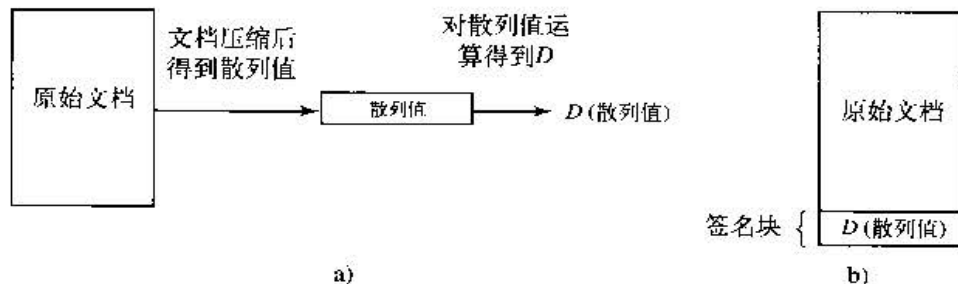 原始文档
文档压缩后
得到散列值
散列值
对散列值运
算得到D
D(散列值)
a)
原始文档
签名块
D(散列值)
b)